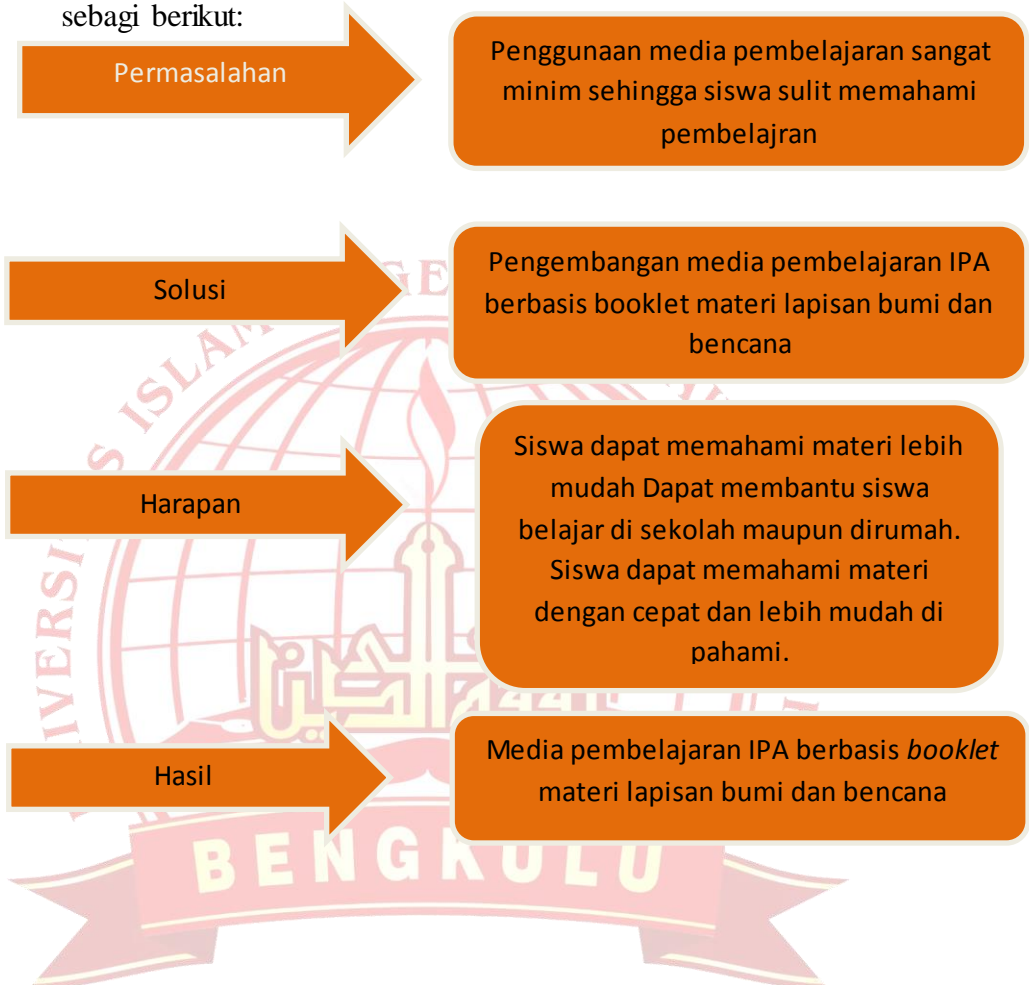 sebagi berikut:
Permasalahan
Penggunaan media pembelajaran sangat
minim sehingga siswa sulit memahami
pembelajran
Solusi
Pengembangan media pembelajaran IPA
berbasis booklet materi lapisan bumi dan
bencana
Harapan
Siswa dapat memahami materi lebih
mudah Dapat membantu siswa
belajar di sekolah maupun dirumah.
Siswa dapat memahami materi
dengan cepat dan lebih mudah di
pahami.
Hasil
Media pembelajaran IPA berbasis booklet
materi lapisan bumi dan bencana
BENGKULU